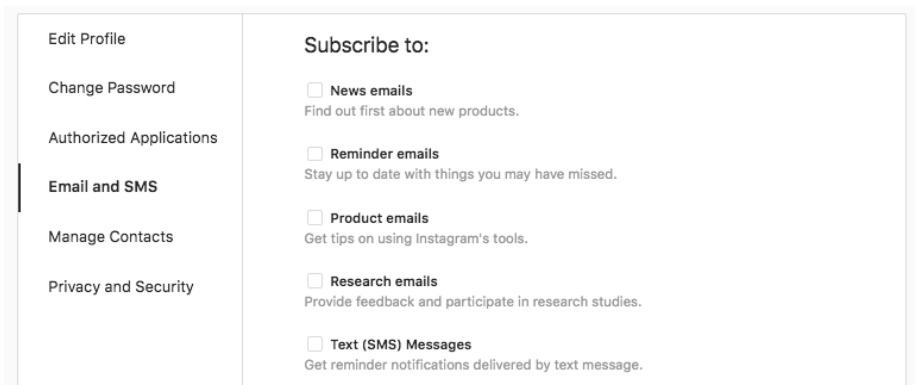 Edit Profile
Change Password
Authorized Applications
Email and SMS
Manage Contacts
Privacy and Security
Subscribe to:
News emails
Find out first about new products.
Reminder emails
Stay up to date with things you may have missed.
Product emails
Get tips on using Instagram's tools.
Research emails
Provide feedback and participate in research studies.
Text (SMS) Messages
Get reminder notifications delivered by text message.